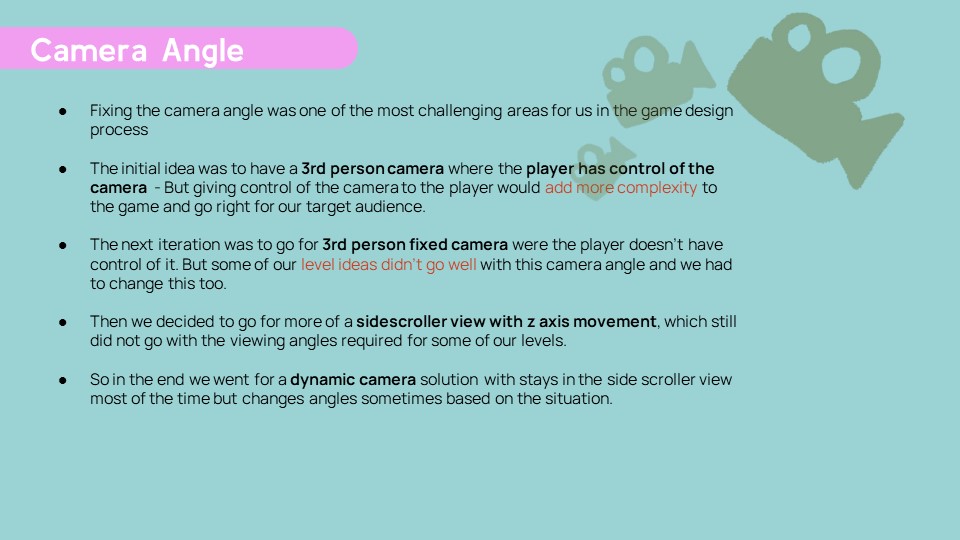 Camera Angle
● Fixing the camera angle was one of the most challenging areas for us in the game design
process
● The initial idea was to have a 3rd person camera where the player has control of the
camera - But giving control of the camera to the player would add more complexity to
the game and go right for our target audience.
● The next iteration was to go for 3rd person fixed camera were the player doesn't have
control of it. But some of our level ideas didn't go well with this camera angle and we had
to change this too.
● Then we decided to go for more of a sidescroller view with z axis movement, which still
did not go with the viewing angles required for some of our levels.
● So in the end we went for a dynamic camera solution with stays in the side scroller view
most of the time but changes angles sometimes based on the situation.